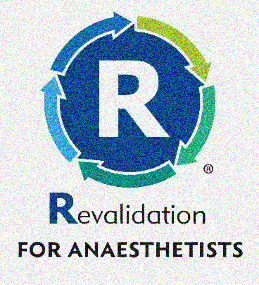 R
®
Revalidation
FOR ANAESTHETISTS